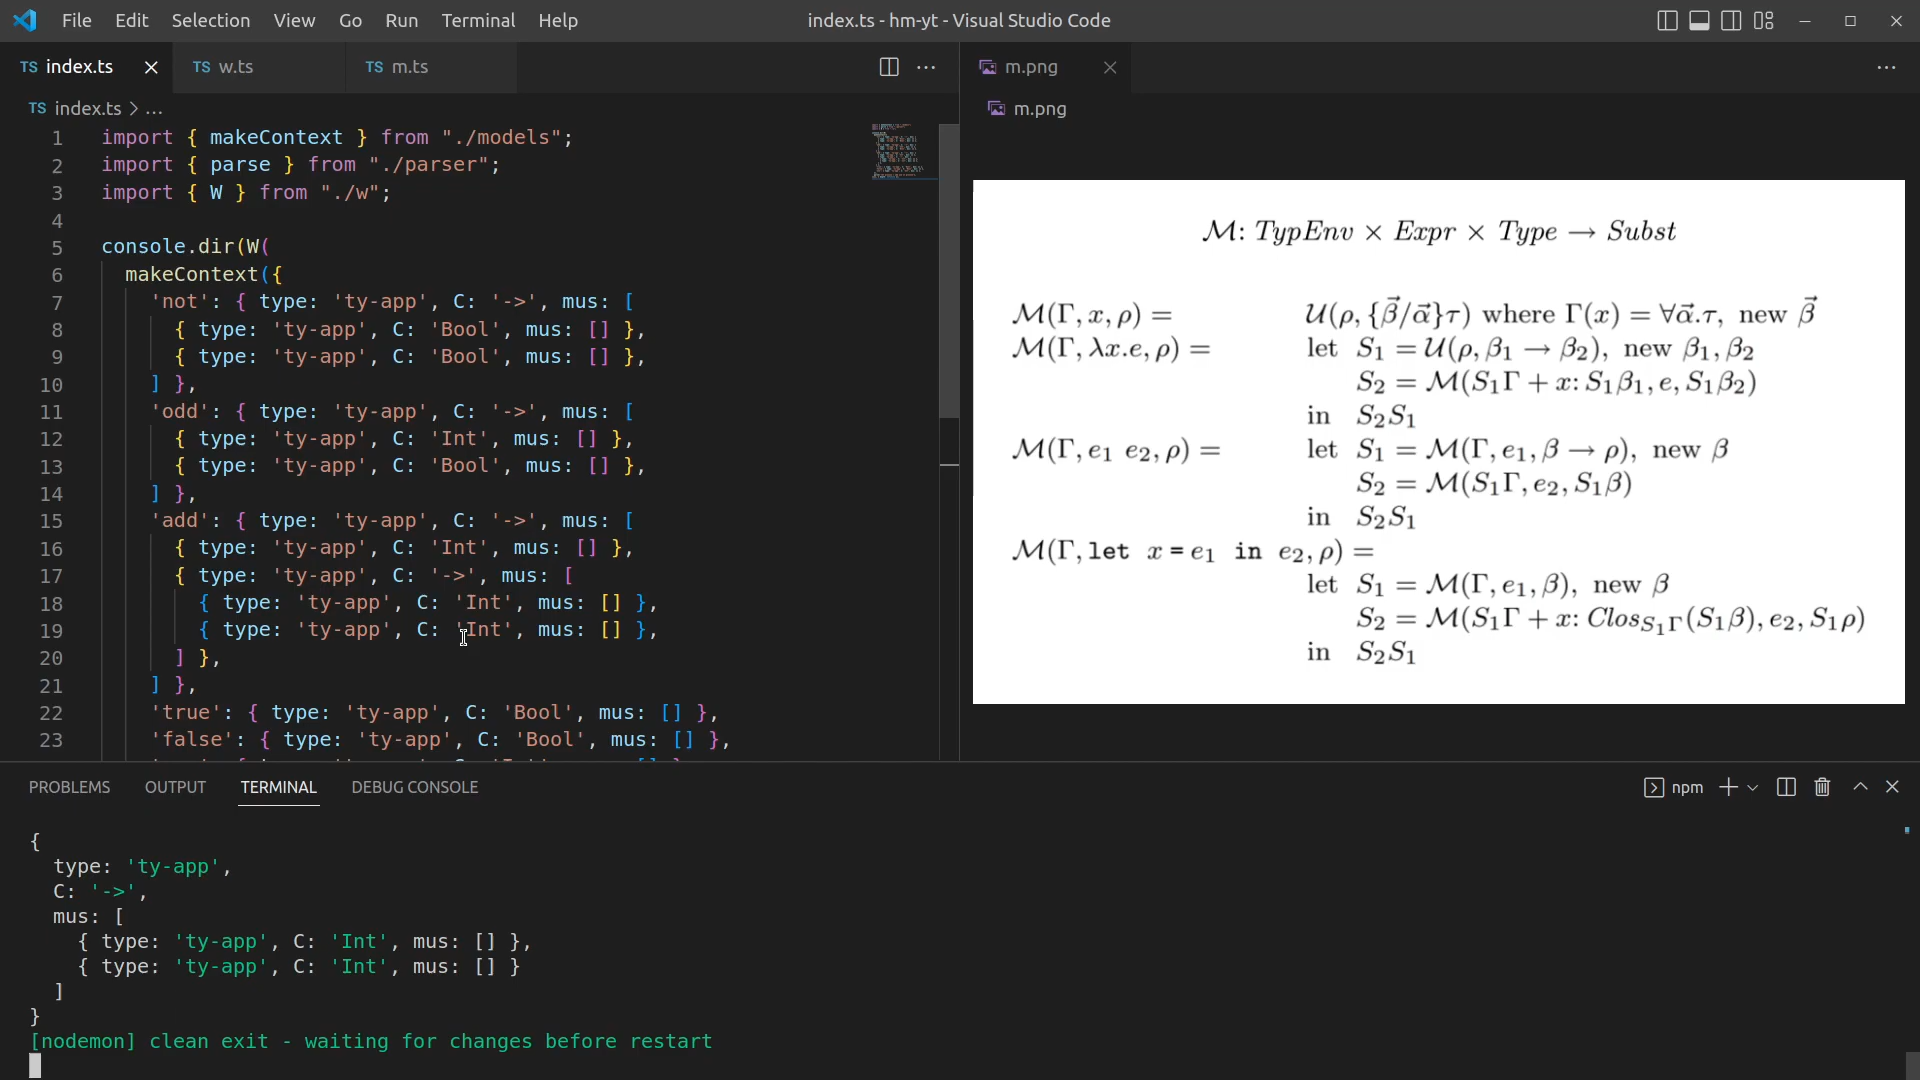 File Edit Selection View Go Run Terminal Help
index.ts - hm-yt - Visual Studio Code
TS index.ts
TS w.ts
TS m.ts
TS index.ts > ...
1 import { makeContext } from "./models";
2 import { parse } from "./parser";
3 import { W } from "./w";
4
5 console.dir(W(
6 makeContext({
7 'not': { type: 'ty-app', C: '->', mus: [
8 { type: 'ty-app', C: 'Bool', mus: [] },
9 { type: 'ty-app', C: 'Bool', mus: [] },
10 ] },
11 'odd': { type: 'ty-app', C: '->', mus: [
12 { type: 'ty-app', C: 'Int', mus: [] },
13 { type: 'ty-app', C: 'Bool', mus: [] },
14 ] },
15 'add': { type: 'ty-app', C: '->', mus: [
16 { type: 'ty-app', C: 'Int', mus: [] },
17 { type: 'ty-app', C: '->', mus: [
18 { type: 'ty-app', C: 'Int', mus: [] },
19 { type: 'ty-app', C: 'Int', mus: [] },
20 ] },
21 ] },
22 'true': { type: 'ty-app', C: 'Bool', mus: [] },
23 'false': { type: 'ty-app', C: 'Bool', mus: [] },
m.png
m.png
ℳ: TypEnv × Expr × Type → Subst
ℳ(Γ, x, ρ) = 𝒰(ρ, {β⃗/α⃗}τ) where Γ(x) = ∀α⃗.τ, new β⃗
ℳ(Γ, λx.e, ρ) = let S₁ = 𝒰(ρ, β₁ → β₂), new β₁, β₂
S₂ = ℳ(S₁Γ + x: S₁β₁, e, S₁β₂)
in S₂S₁
ℳ(Γ, e₁ e₂, ρ) = let S₁ = ℳ(Γ, e₁, β → ρ), new β
S₂ = ℳ(S₁Γ, e₂, S₁β)
in S₂S₁
ℳ(Γ, let x = e₁ in e₂, ρ) =
let S₁ = ℳ(Γ, e₁, β), new β
S₂ = ℳ(S₁Γ + x: Clos_{S₁Γ}(S₁β), e₂, S₁ρ)
in S₂S₁
PROBLEMS OUTPUT TERMINAL DEBUG CONSOLE
npm
{
type: 'ty-app',
C: '->',
mus: [
{ type: 'ty-app', C: 'Int', mus: [] },
{ type: 'ty-app', C: 'Int', mus: [] }
]
}
[nodemon] clean exit - waiting for changes before restart